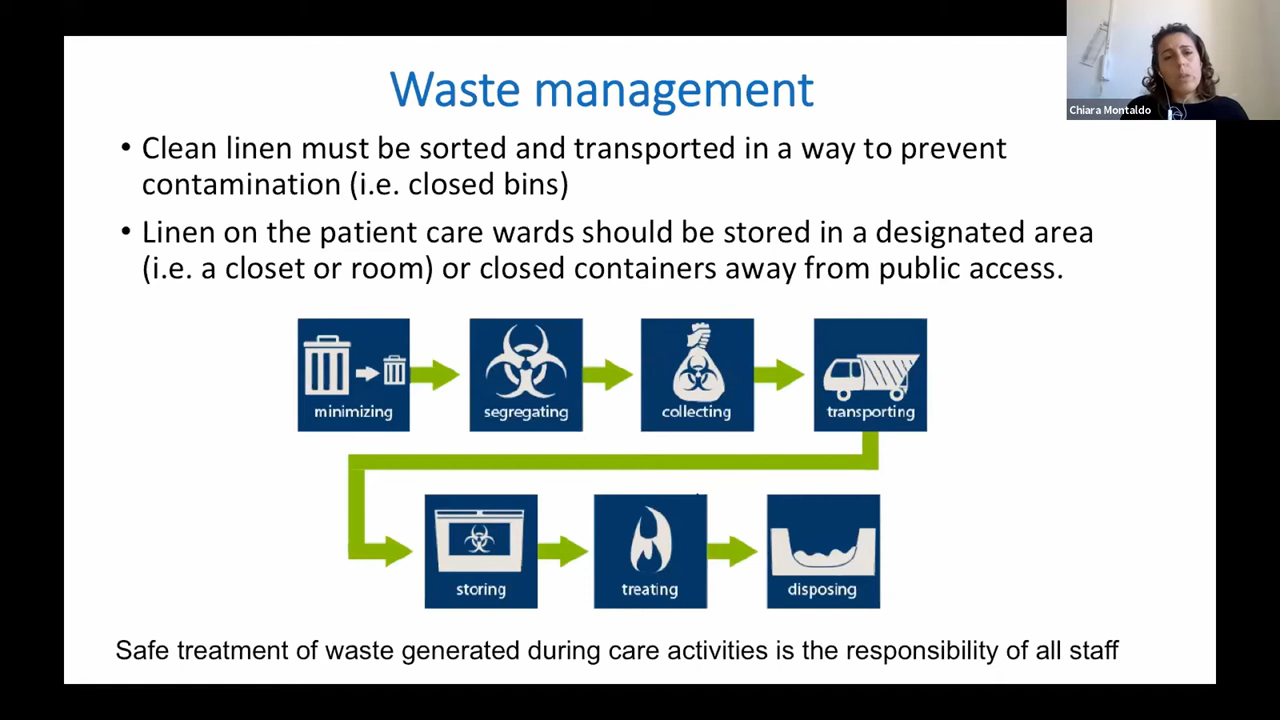 Waste management
Chiara Montaldo
• Clean linen must be sorted and transported in a way to prevent
contamination (i.e. closed bins)
• Linen on the patient care wards should be stored in a designated area
(i.e. a closet or room) or closed containers away from public access.
minimizing
segregating
collecting
transporting
storing
treating
disposing
Safe treatment of waste generated during care activities is the responsibility of all staff